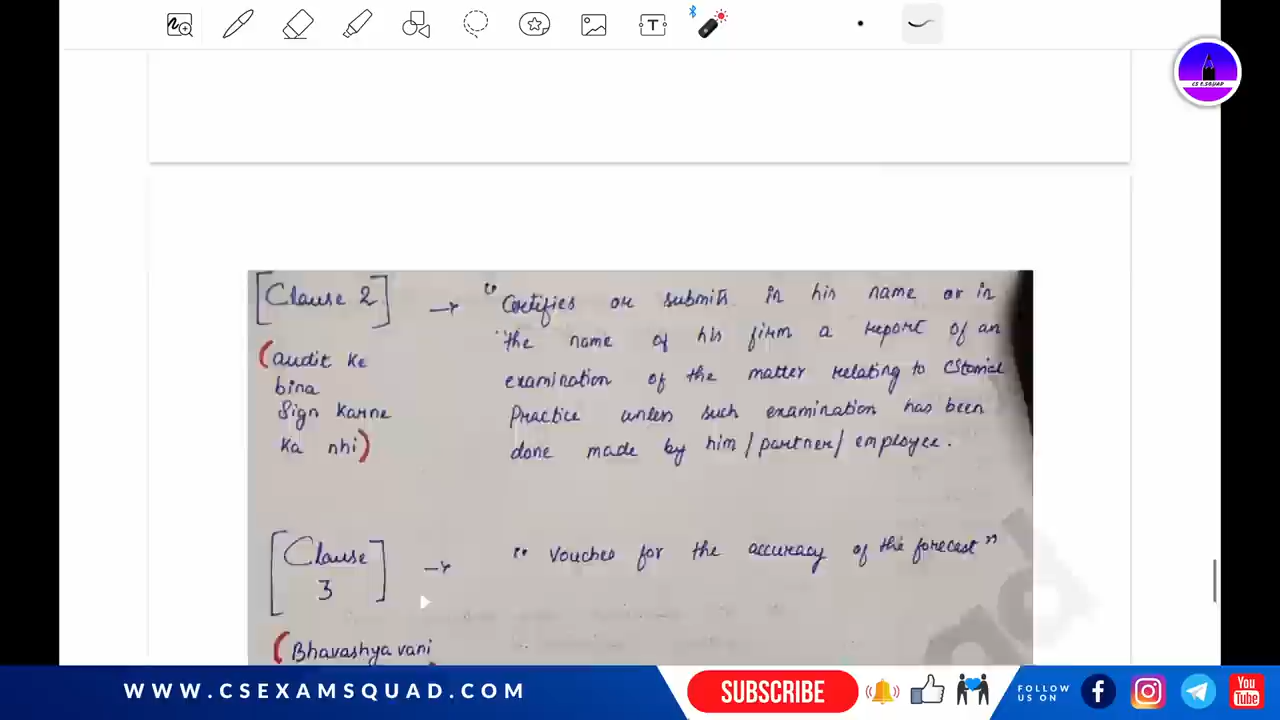 CS E.SQUAD
[Clause 2] → " Certifies or submits in his name or in
the name of his firm a report of an
(audit ke
bina
Sign Karne
Ka nhi)
examination of the matter relating to
Practice unless such examination has been
done made by him / partner / employee.
[Clause 3] → " Vouches for the accuracy of the forecast"
(Bhavashya vani
WWW.CSEXAMSQUAD.COM
SUBSCRIBE
FOLLOW
US ON
You
Tube